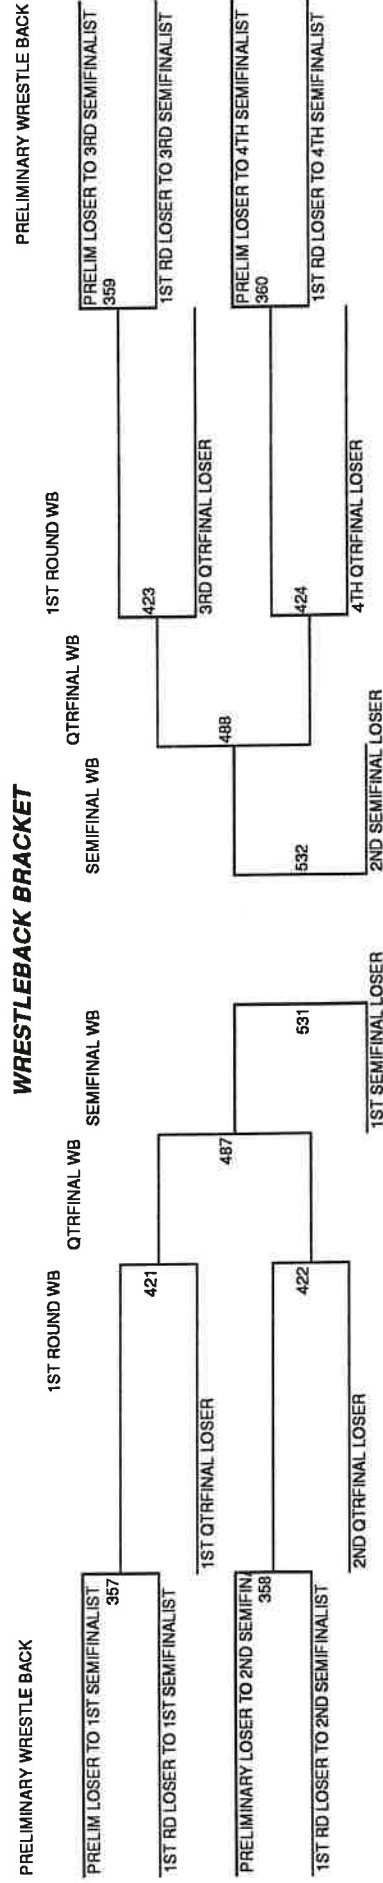 WRESTLEBACK BRACKET
PRELIMINARY WRESTLE BACK
1ST ROUND WB
QTRFINAL WB
SEMIFINAL WB
SEMIFINAL WB
QTRFINAL WB
1ST ROUND WB
PRELIMINARY WRESTLE BACK
PRELIM LOSER TO 1ST SEMIFINALIST
357
1ST RD LOSER TO 1ST SEMIFINALIST
421
1ST QTRFINAL LOSER
487
PRELIMINARY LOSER TO 2ND SEMIFINA
358
1ST RD LOSER TO 2ND SEMIFINALIST
422
2ND QTRFINAL LOSER
531
1ST SEMIFINAL LOSER
PRELIM LOSER TO 3RD SEMIFINALIST
359
1ST RD LOSER TO 3RD SEMIFINALIST
423
3RD QTRFINAL LOSER
488
PRELIM LOSER TO 4TH SEMIFINALIST
360
1ST RD LOSER TO 4TH SEMIFINALIST
424
4TH QTRFINAL LOSER
532
2ND SEMIFINAL LOSER